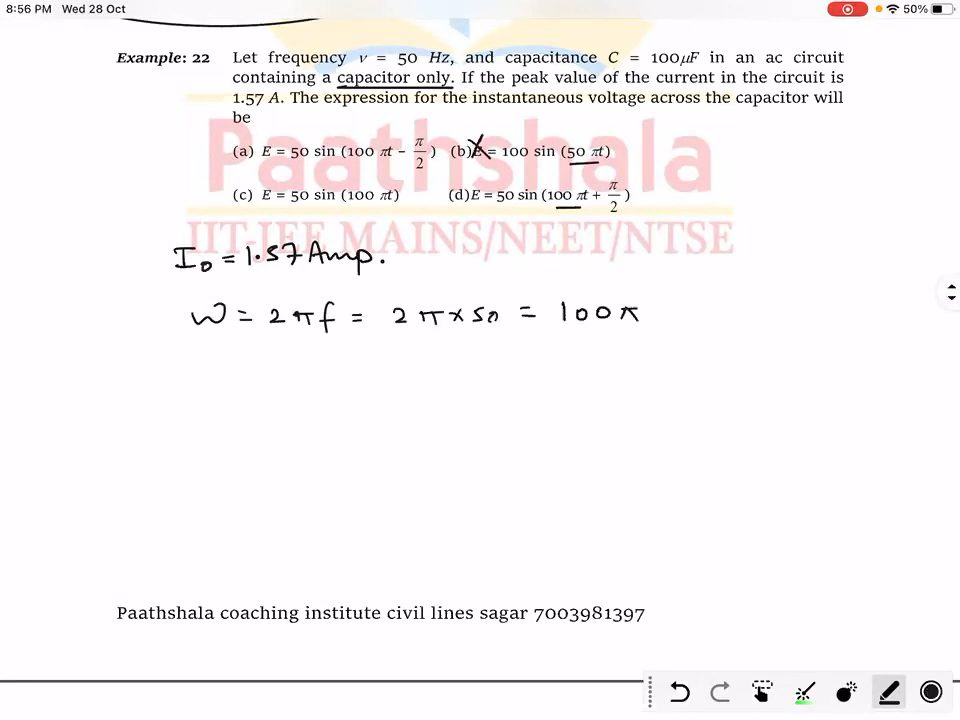 8:56 PM Wed 28 Oct 50%
Example: 22 Let frequency ν = 50 Hz, and capacitance C = 100μF in an ac circuit
containing a capacitor only. If the peak value of the current in the circuit is
1.57 A. The expression for the instantaneous voltage across the capacitor will
be
(a) E = 50 sin (100 πt − π/2) (b) E = 100 sin (50 πt)
(c) E = 50 sin (100 πt) (d)E = 50 sin (100 πt + π/2)
Paathshala
IIT-JEE MAINS/NEET/NTSE
I₀ = 1.57 Amp.
W = 2πf = 2π×50 = 100π
Paathshala coaching institute civil lines sagar 7003981397